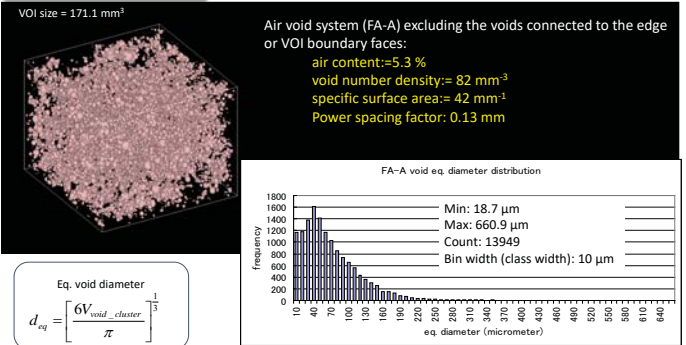 VOI size = 171.1 mm³
Air void system (FA-A) excluding the voids connected to the edge
or VOI boundary faces:
air content:=5.3 %
void number density:= 82 mm⁻³
specific surface area:= 42 mm⁻¹
Power spacing factor: 0.13 mm
FA-A void eq. diameter distribution
frequency
1800
1600
1400
1200
1000
800
600
400
200
0
Min: 18.7 µm
Max: 660.9 µm
Count: 13949
Bin width (class width): 10 µm
10 40 70 100 130 160 190 220 250 280 310 340 370 400 430 460 490 520 550 580 610 640
eq. diameter (micrometer)
Eq. void diameter
d_eq = [6V_void_cluster / π]^(1/3)